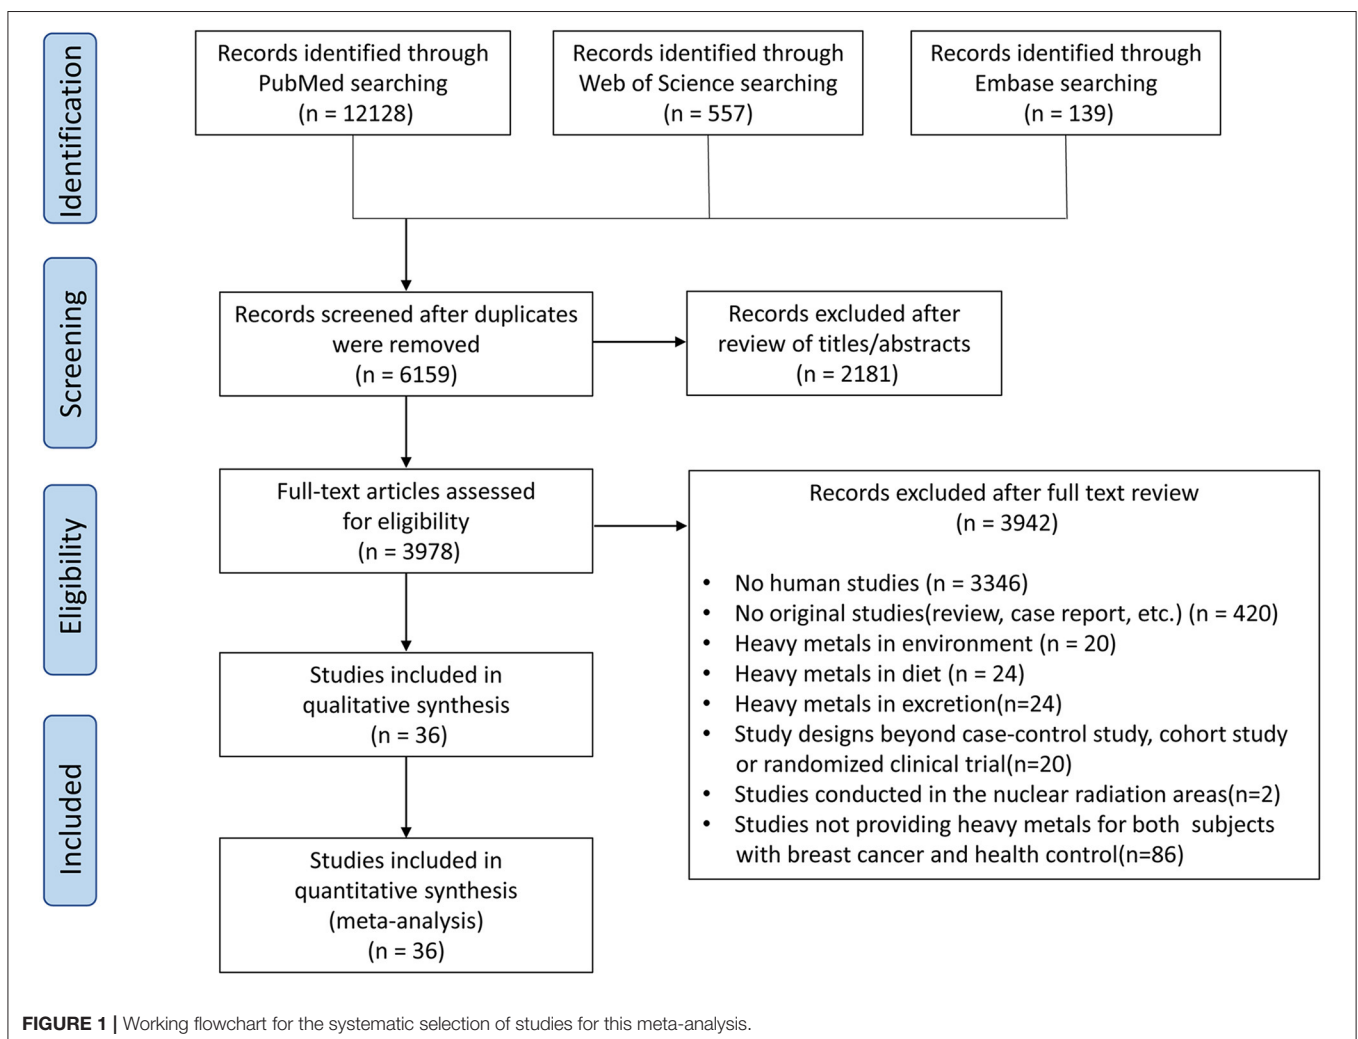 Identification
Records identified through
PubMed searching
(n = 12128)
Records identified through
Web of Science searching
(n = 557)
Records identified through
Embase searching
(n = 139)
Screening
Records screened after duplicates
were removed
(n = 6159)
Records excluded after
review of titles/abstracts
(n = 2181)
Eligibility
Full-text articles assessed
for eligibility
(n = 3978)
Records excluded after full text review
(n = 3942)
• No human studies (n = 3346)
• No original studies(review, case report, etc.) (n = 420)
• Heavy metals in environment (n = 20)
• Heavy metals in diet (n = 24)
• Heavy metals in excretion(n=24)
• Study designs beyond case-control study, cohort study
or randomized clinical trial(n=20)
• Studies conducted in the nuclear radiation areas(n=2)
• Studies not providing heavy metals for both subjects
with breast cancer and health control(n=86)
Studies included in
qualitative synthesis
(n = 36)
Included
Studies included in
quantitative synthesis
(meta-analysis)
(n = 36)
FIGURE 1 | Working flowchart for the systematic selection of studies for this meta-analysis.